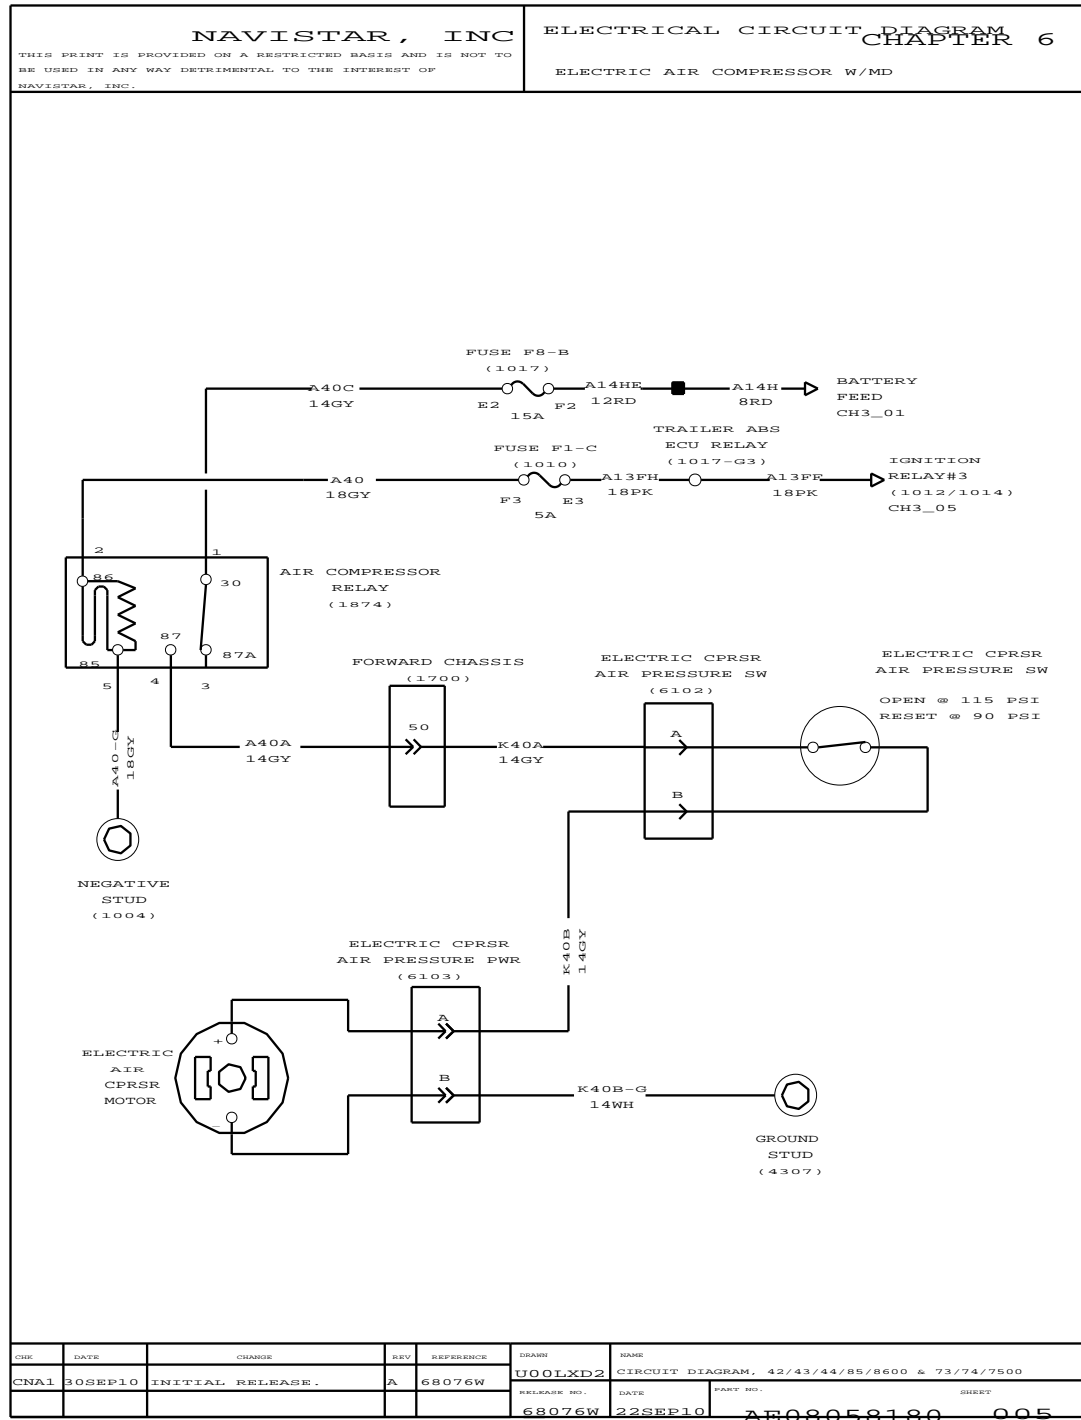 NAVISTAR, INC
THIS PRINT IS PROVIDED ON A RESTRICTED BASIS AND IS NOT TO
BE USED IN ANY WAY DETRIMENTAL TO THE INTEREST OF
NAVISTAR, INC.
ELECTRICAL CIRCUIT DIAGRAM
CHAPTER 6
ELECTRIC AIR COMPRESSOR W/MD
FUSE F8-B
(1017)
A40C
14GY
E2
F2
15A
A14HE
12RD
A14H
8RD
BATTERY
FEED
CH3_01
TRAILER ABS
ECU RELAY
(1017-G3)
FUSE F1-C
(1010)
A40
18GY
F3
E3
5A
A13FH
18PK
A13FF
18PK
IGNITION
RELAY#3
(1012/1014)
CH3_05
2
1
86
30
87
87A
85
5
4
3
AIR COMPRESSOR
RELAY
(1874)
FORWARD CHASSIS
(1700)
50
ELECTRIC CPRSR
AIR PRESSURE SW
(6102)
A
B
ELECTRIC CPRSR
AIR PRESSURE SW
OPEN @ 115 PSI
RESET @ 90 PSI
A40-G
18GY
A40A
14GY
K40A
14GY
NEGATIVE
STUD
(1004)
K40B
14GY
ELECTRIC CPRSR
AIR PRESSURE PWR
(6103)
A
B
+
-
ELECTRIC
AIR
CPRSR
MOTOR
K40B-G
14WH
GROUND
STUD
(4307)
CHK DATE CHANGE REV REFERENCE
CNA1 30SEP10 INITIAL RELEASE. A 68076W
DRAWN
U00LXD2
NAME
CIRCUIT DIAGRAM, 42/43/44/85/8600 & 73/74/7500
RELEASE NO.
68076W
DATE
22SEP10
PART NO.
AE08058180
SHEET
005